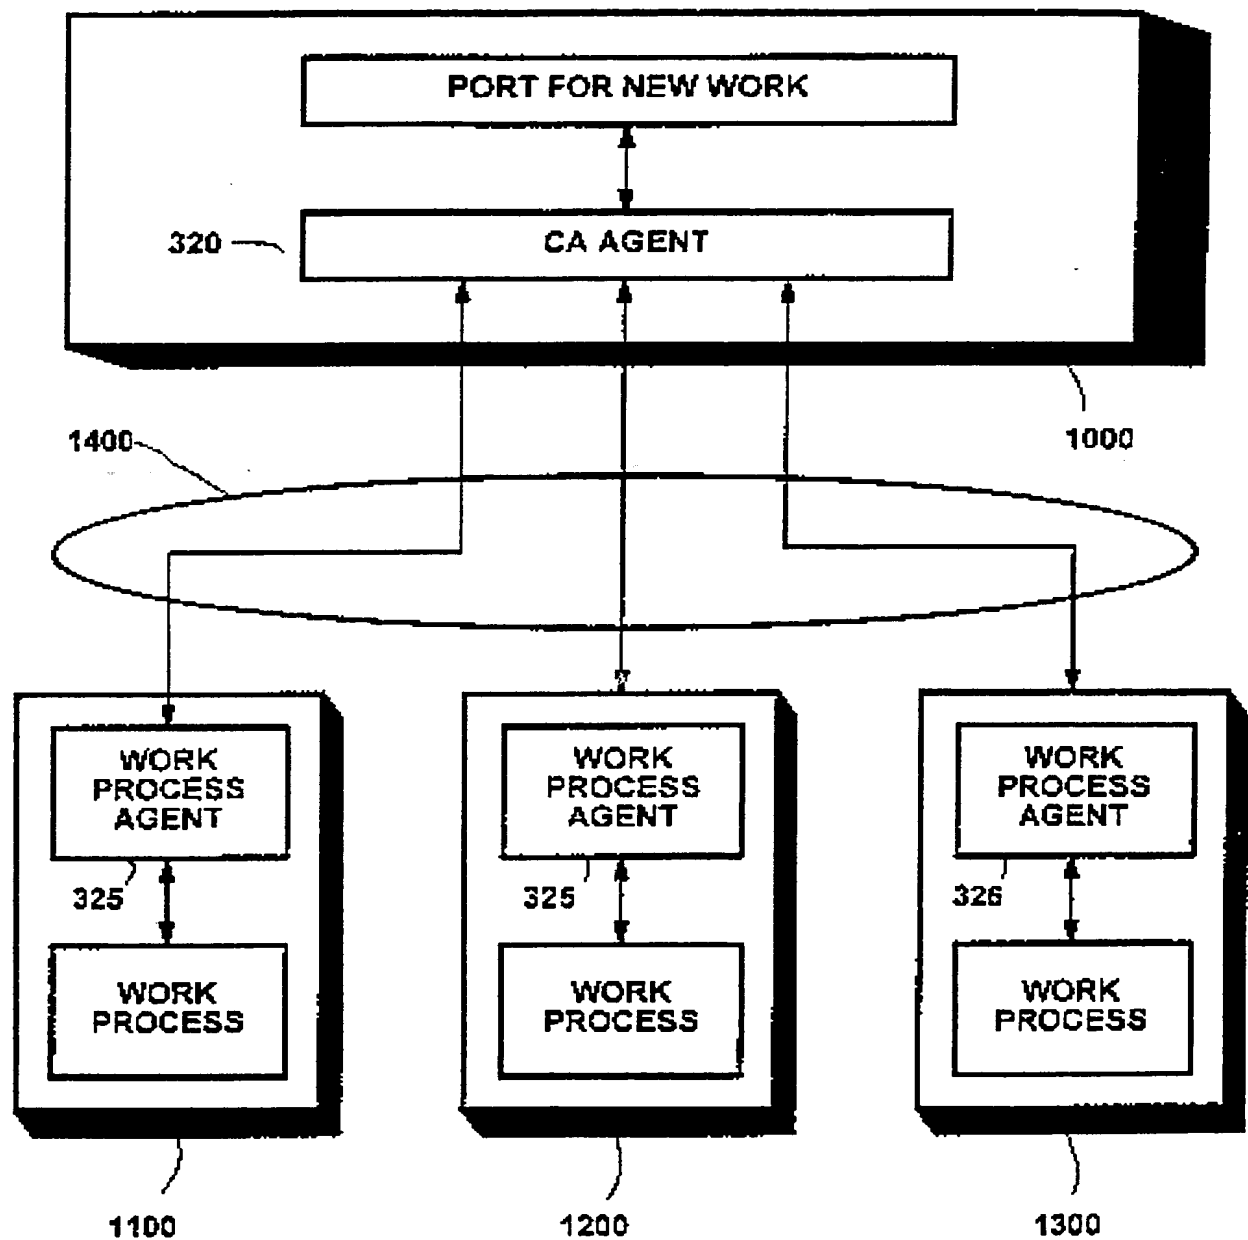 PORT FOR NEW WORK
320
CA AGENT
1400
1000
WORK
PROCESS
AGENT
325
WORK
PROCESS
1100
WORK
PROCESS
AGENT
325
WORK
PROCESS
1200
WORK
PROCESS
AGENT
326
WORK
PROCESS
1300